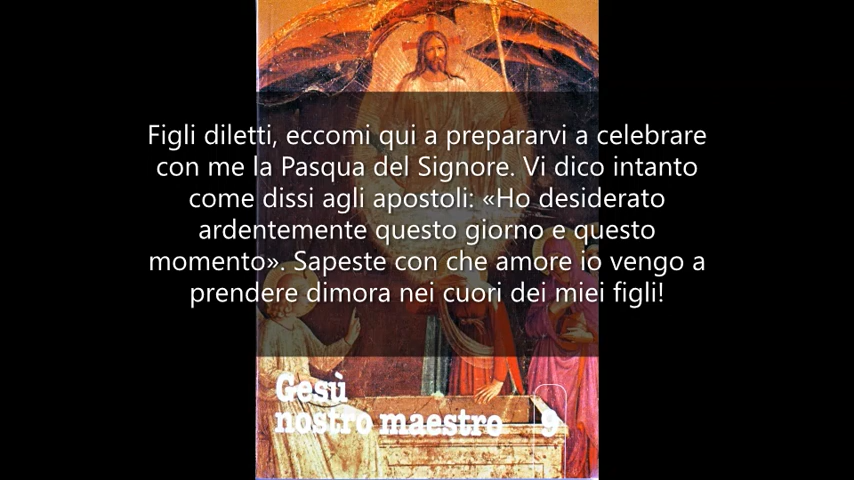 Figli diletti, eccomi qui a prepararvi a celebrare
con me la Pasqua del Signore. Vi dico intanto
come dissi agli apostoli: «Ho desiderato
ardentemente questo giorno e questo
momento». Sapeste con che amore io vengo a
prendere dimora nei cuori dei miei figli!
Gesù
nostro maestro 9